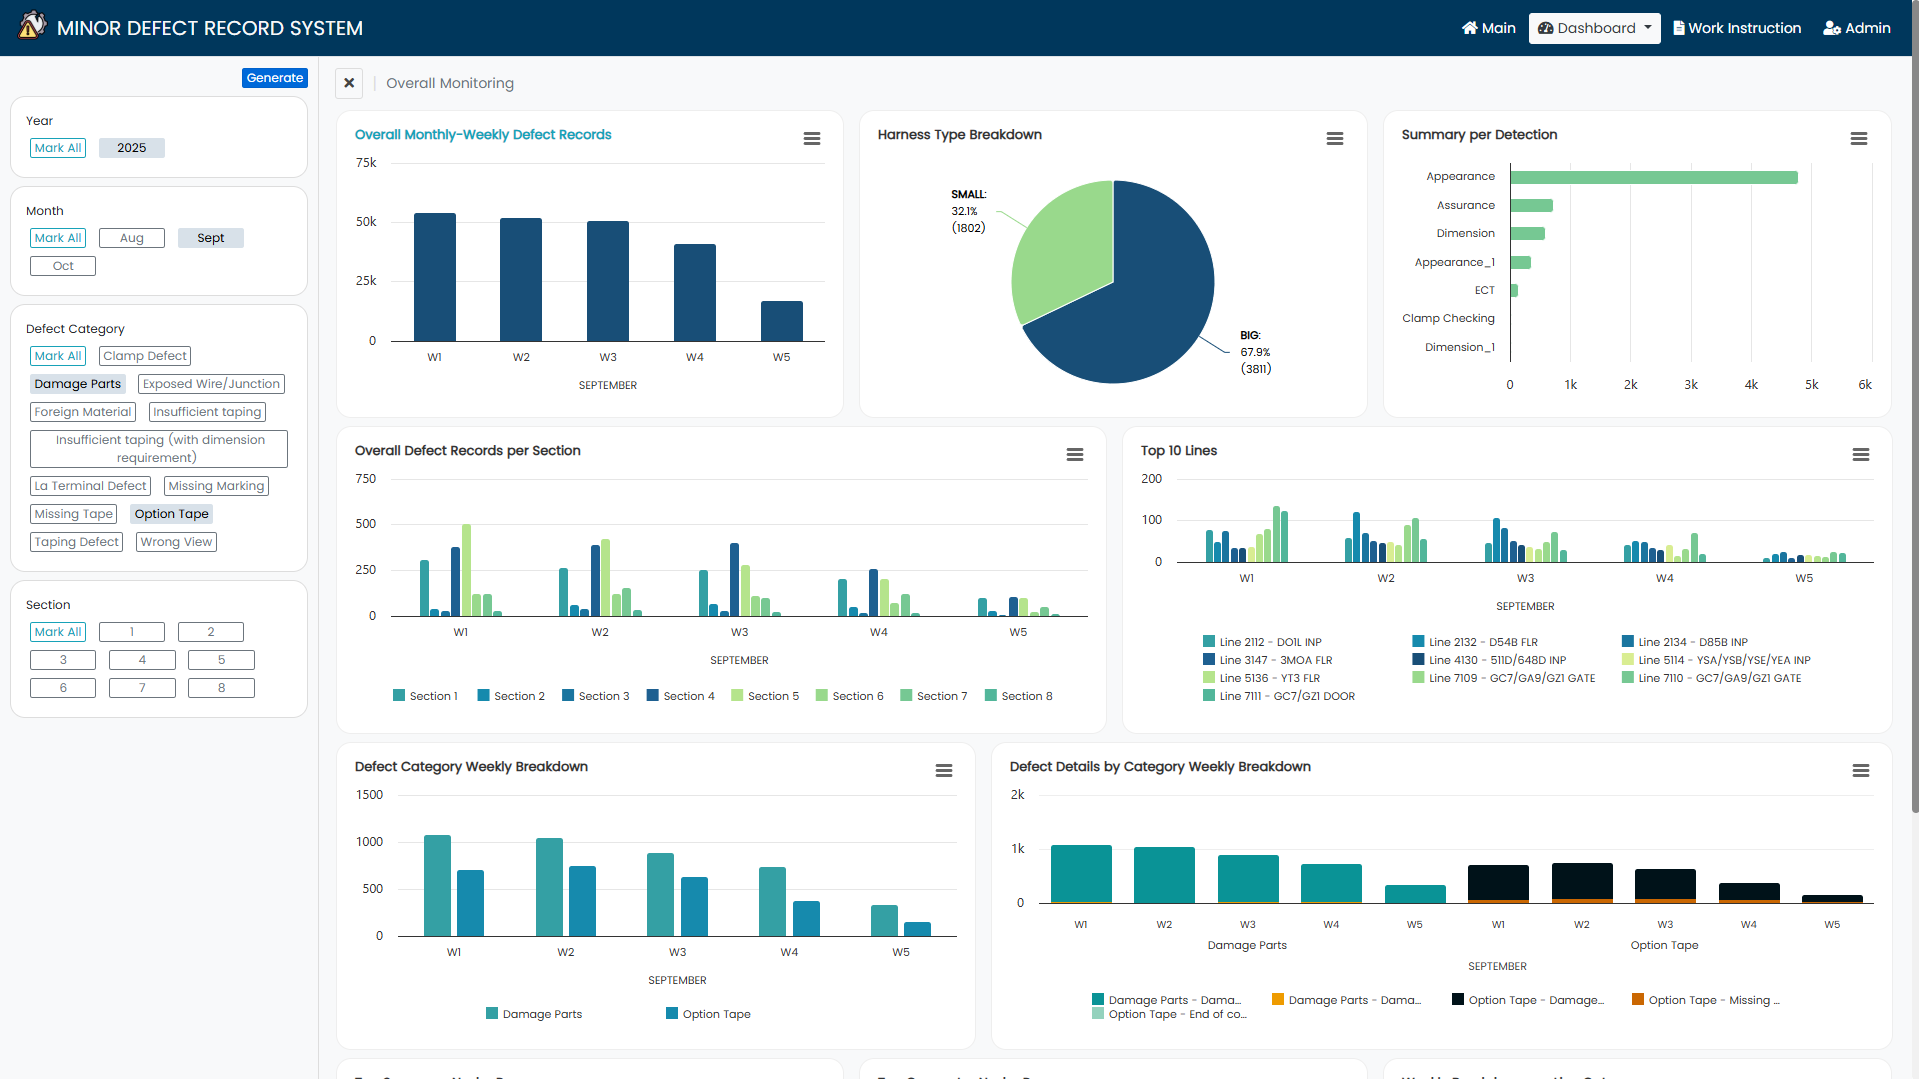 MINOR DEFECT RECORD SYSTEM
Main
Dashboard
Work Instruction
Admin
Generate
Year
Mark All
2025
Month
Mark All
Aug
Sept
Oct
Defect Category
Mark All
Clamp Defect
Damage Parts
Exposed Wire/Junction
Foreign Material
Insufficient taping
Insufficient taping (with dimension
requirement)
La Terminal Defect
Missing Marking
Missing Tape
Option Tape
Taping Defect
Wrong View
Section
Mark All
1
2
3
4
5
6
7
8
Overall Monitoring
Overall Monthly-Weekly Defect Records
75k
50k
25k
0
W1
W2
W3
W4
W5
SEPTEMBER
Harness Type Breakdown
SMALL:
32.1%
(1802)
BIG:
67.9%
(3811)
Summary per Detection
Appearance
Assurance
Dimension
Appearance_1
ECT
Clamp Checking
Dimension_1
0
1k
2k
3k
4k
5k
6k
Overall Defect Records per Section
750
500
250
0
W1
W2
W3
W4
W5
SEPTEMBER
Section 1
Section 2
Section 3
Section 4
Section 5
Section 6
Section 7
Section 8
Top 10 Lines
200
100
0
W1
W2
W3
W4
W5
SEPTEMBER
Line 2112 - DO1L INP
Line 2132 - D54B FLR
Line 2134 - D85B INP
Line 3147 - 3MOA FLR
Line 4130 - 511D/648D INP
Line 5114 - YSA/YSB/YSE/YEA INP
Line 5136 - YT3 FLR
Line 7109 - GC7/GA9/GZ1 GATE
Line 7110 - GC7/GA9/GZ1 GATE
Line 7111 - GC7/GZ1 DOOR
Defect Category Weekly Breakdown
1500
1000
500
0
W1
W2
W3
W4
W5
SEPTEMBER
Damage Parts
Option Tape
Defect Details by Category Weekly Breakdown
2k
1k
0
W1
W2
W3
W4
W5
W1
W2
W3
W4
W5
Damage Parts
Option Tape
SEPTEMBER
Damage Parts - Dama...
Damage Parts - Dama...
Option Tape - Damage...
Option Tape - Missing ...
Option Tape - End of co...